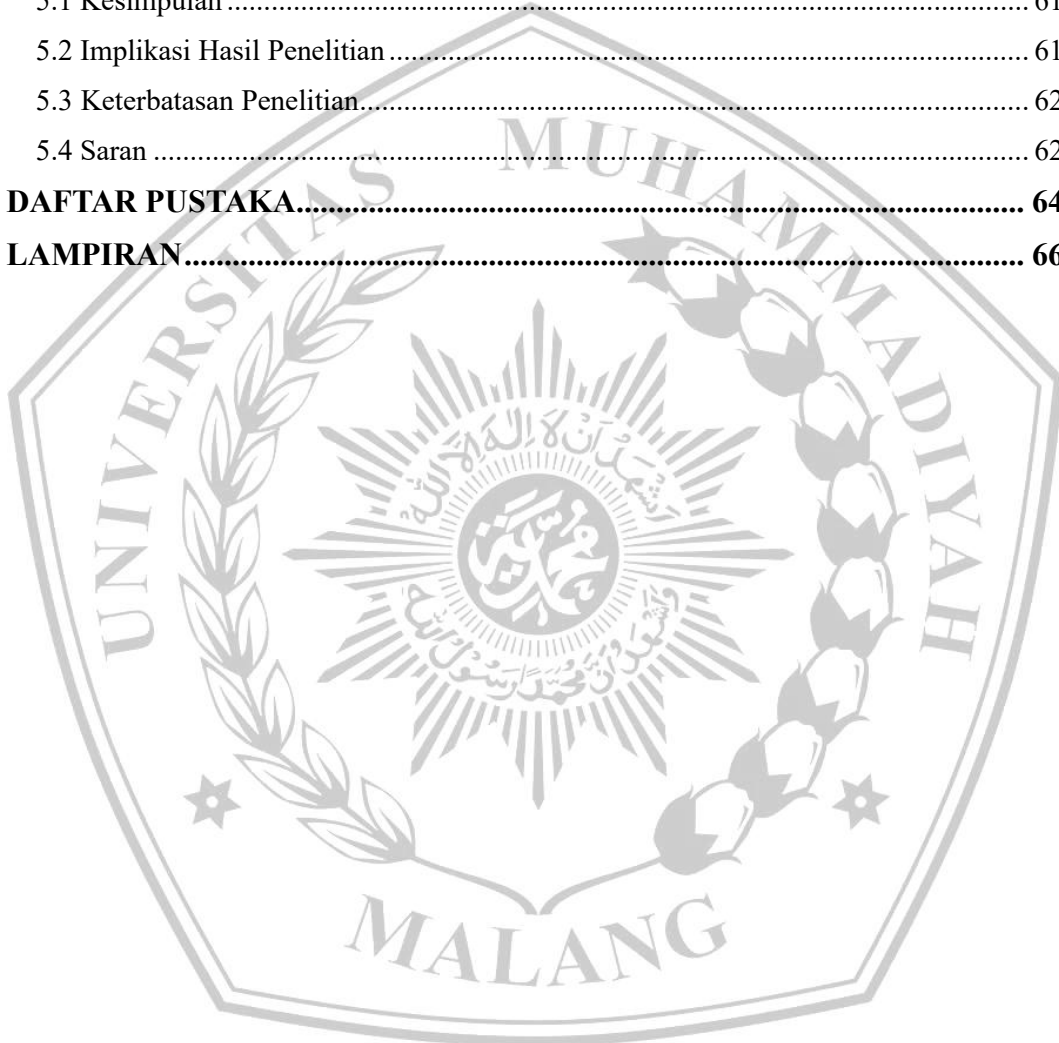 5.1 Kesimpulan ........................................................................ 61
5.2 Implikasi Hasil Penelitian ........................................................................ 61
5.3 Keterbatasan Penelitian ........................................................................ 62
5.4 Saran ........................................................................ 62
DAFTAR PUSTAKA ........................................................................ 64
LAMPIRAN ........................................................................ 66
UNIVERSITAS MUHAMMADIYAH
MALANG